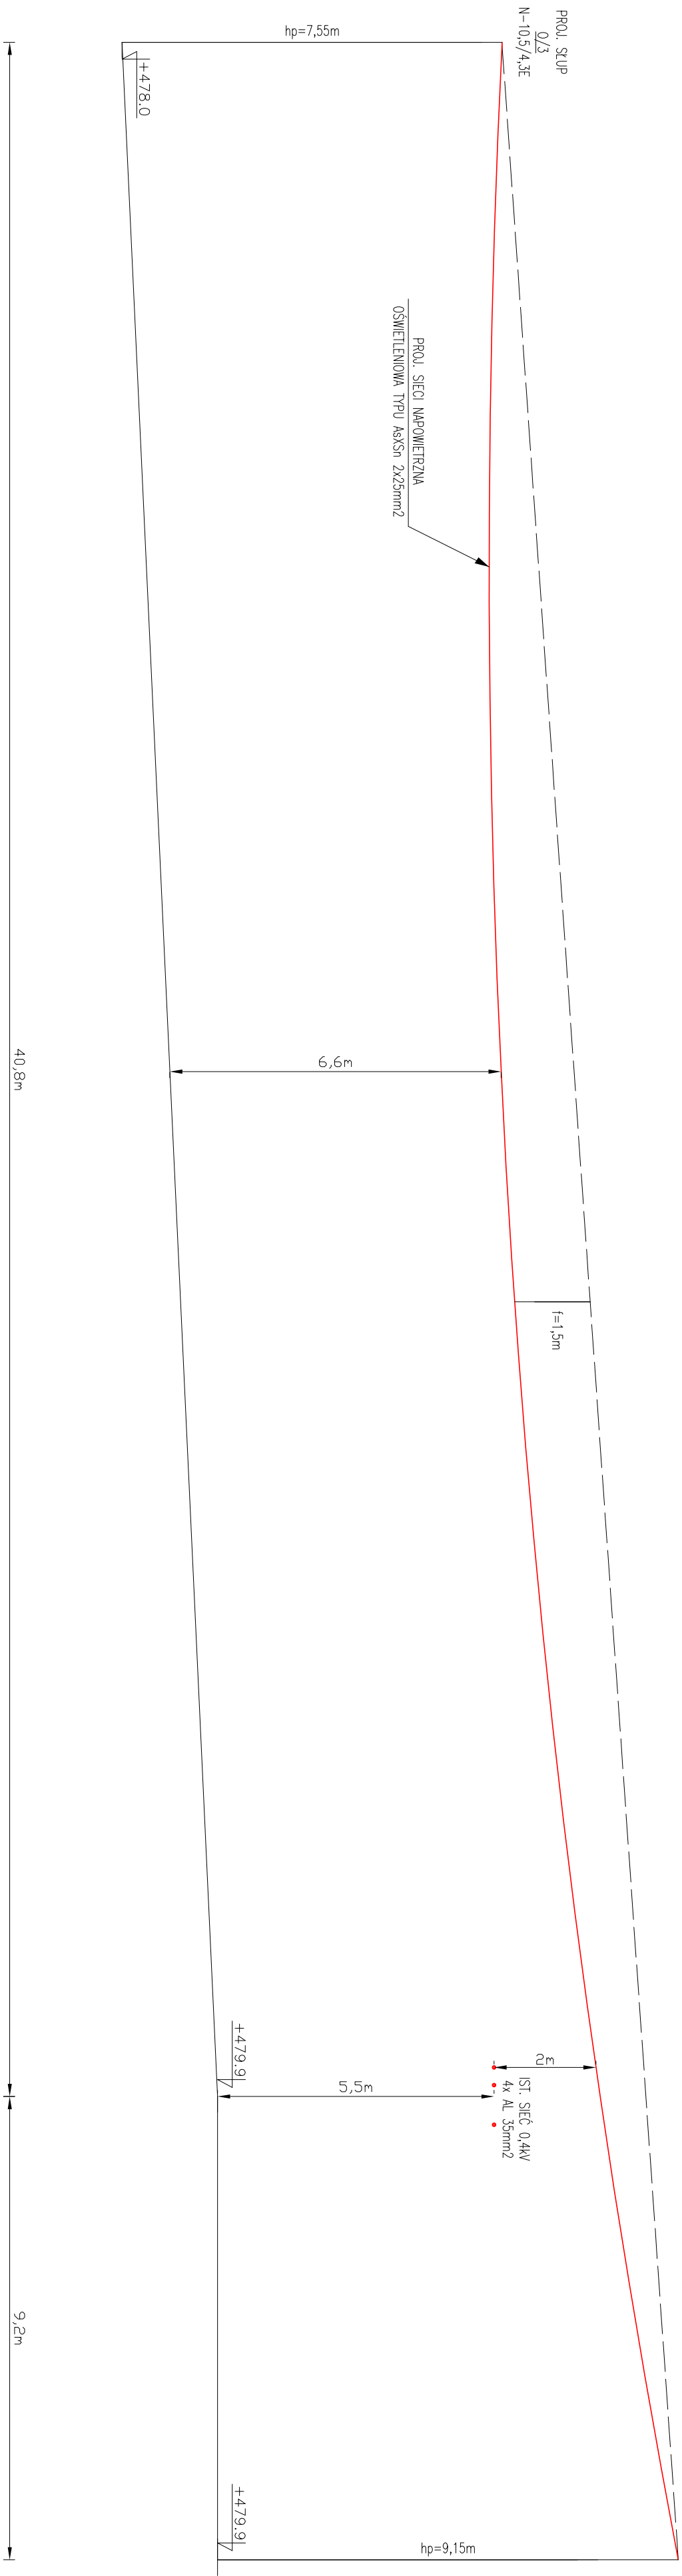 PROJ. SŁUP
0/3
N-10,5/4,3E
hp=7,55m
+478.0
PROJ. SIECI NAPOWIETRZNA
OŚWIETLENIOWA TYPU AsXSn 2x25mm2
6,6m
40,8m
f=1,5m
+479.9
5,5m
2m
IST. SIEĆ 0,4kV
4x AL 35mm2
9,2m
+479.9
hp=9,15m